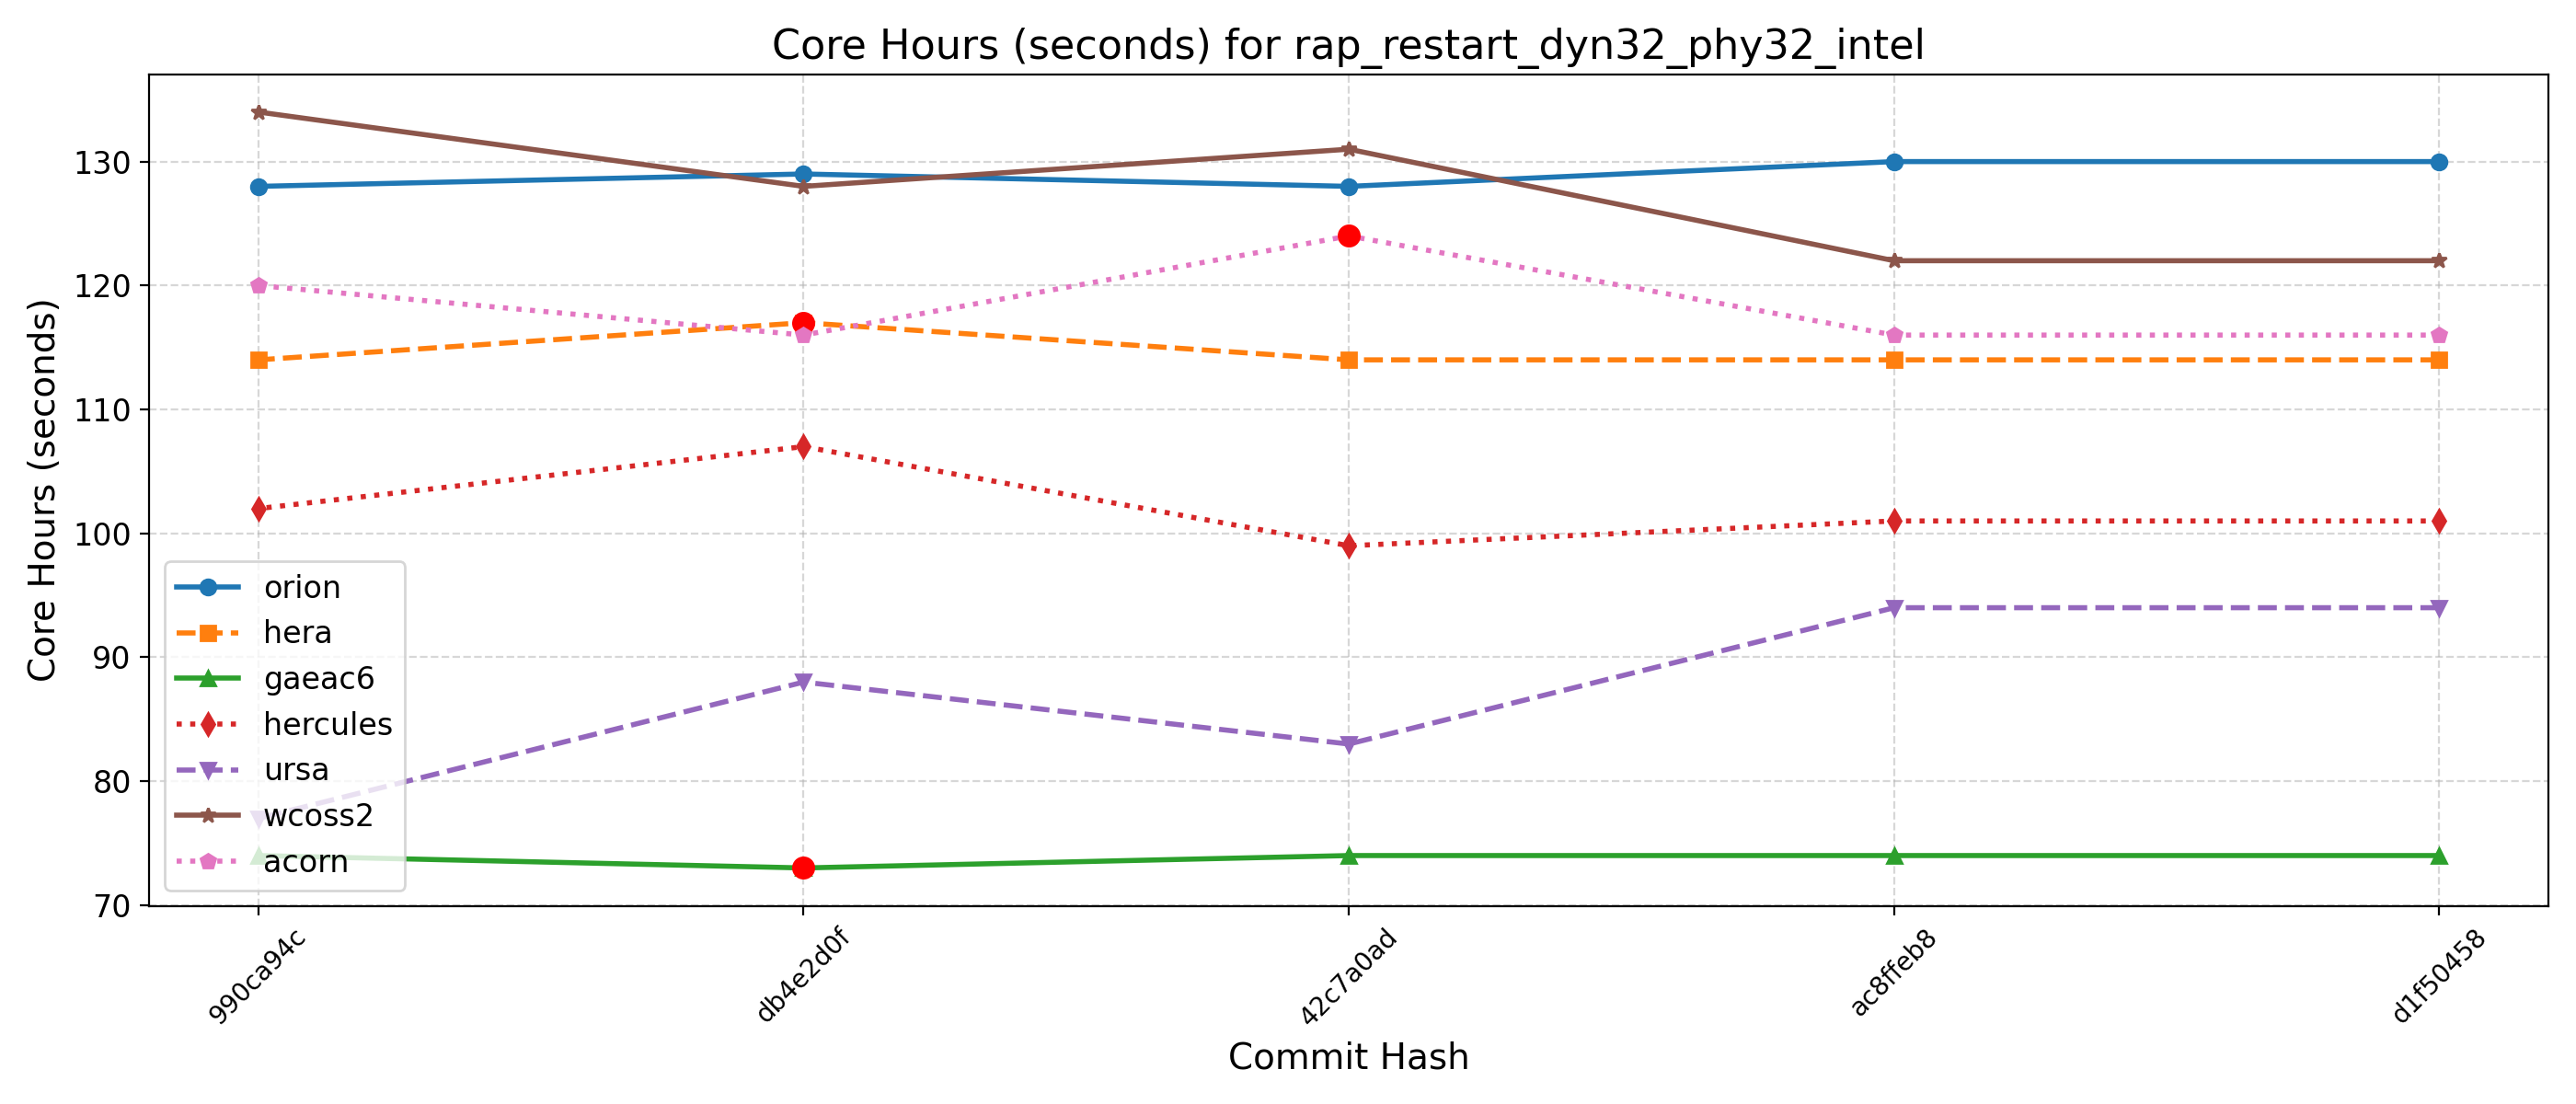 Core Hours (seconds) for rap_restart_dyn32_phy32_intel
Core Hours (seconds)
130
120
110
100
90
80
70
orion
hera
gaeac6
hercules
ursa
wcoss2
acorn
990ca94c
db4e2d0f
42c7a0ad
ac8ffeb8
d1f50458
Commit Hash